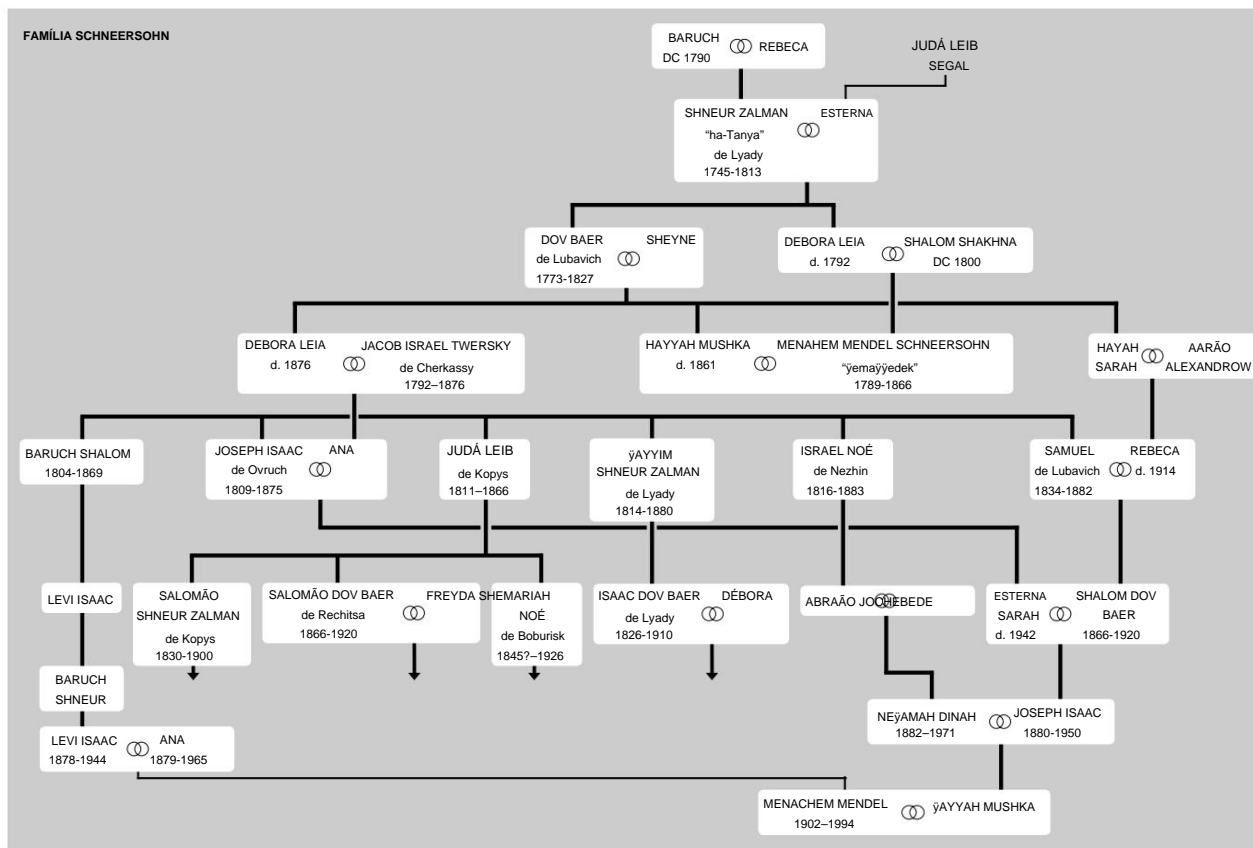 FAMÍLIA SCHNEERSOHN
BARUCH
DC 1790
REBECA
JUDÁ LEIB
SEGAL
SHNEUR ZALMAN
“ha-Tanya”
de Lyady
1745-1813
ESTERNA
DOV BAER
de Lubavich
1773-1827
SHEYNE
DEBORA LEIA
d. 1792
SHALOM SHAKHNA
DC 1800
DEBORA LEIA
d. 1876
JACOB ISRAEL TWERSKY
de Cherkassy
1792–1876
HAYYAH MUSHKA
d. 1861
MENAHEM MENDEL SCHNEERSOHN
“ÿemaÿÿedek”
1789-1866
HAYAH
SARAH
AARÃO
ALEXANDROW
BARUCH SHALOM
1804-1869
JOSEPH ISAAC
de Ovruch
1809-1875
ANA
JUDÁ LEIB
de Kopys
1811–1866
ÿAYYIM
SHNEUR ZALMAN
de Lyady
1814-1880
ISRAEL NOÉ
de Nezhin
1816-1883
SAMUEL
de Lubavich
1834-1882
REBECA
d. 1914
LEVI ISAAC
SALOMÃO
SHNEUR ZALMAN
de Kopys
1830-1900
SALOMÃO DOV BAER
de Rechitsa
1866-1920
FREYDA
SHEMARIAH
NOÉ
de Boburisk
1845?–1926
ISAAC DOV BAER
de Lyady
1826-1910
DÉBORA
ABRAÃO
JOCHEBEDE
ESTERNA
SARAH
d. 1942
SHALOM DOV
BAER
1866-1920
BARUCH
SHNEUR
NEÿAMAH DINAH
1882–1971
JOSEPH ISAAC
1880-1950
LEVI ISAAC
1878-1944
ANA
1879-1965
MENACHEM MENDEL
1902–1994
ÿAYYAH MUSHKA